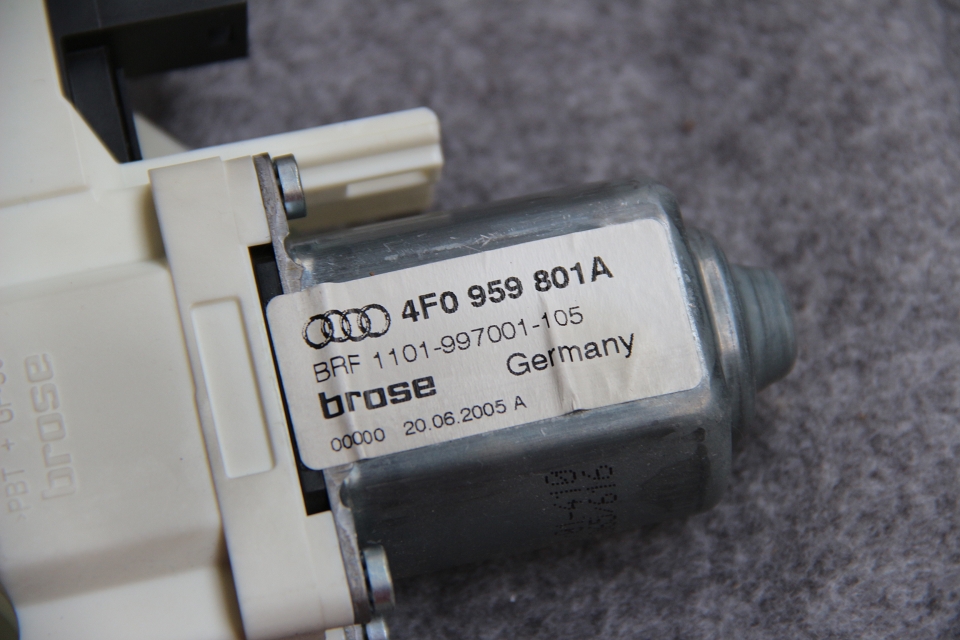 4F0 959 801A
BRF 1101-997001-105
brose Germany
00000 20.06.2005 A
brose